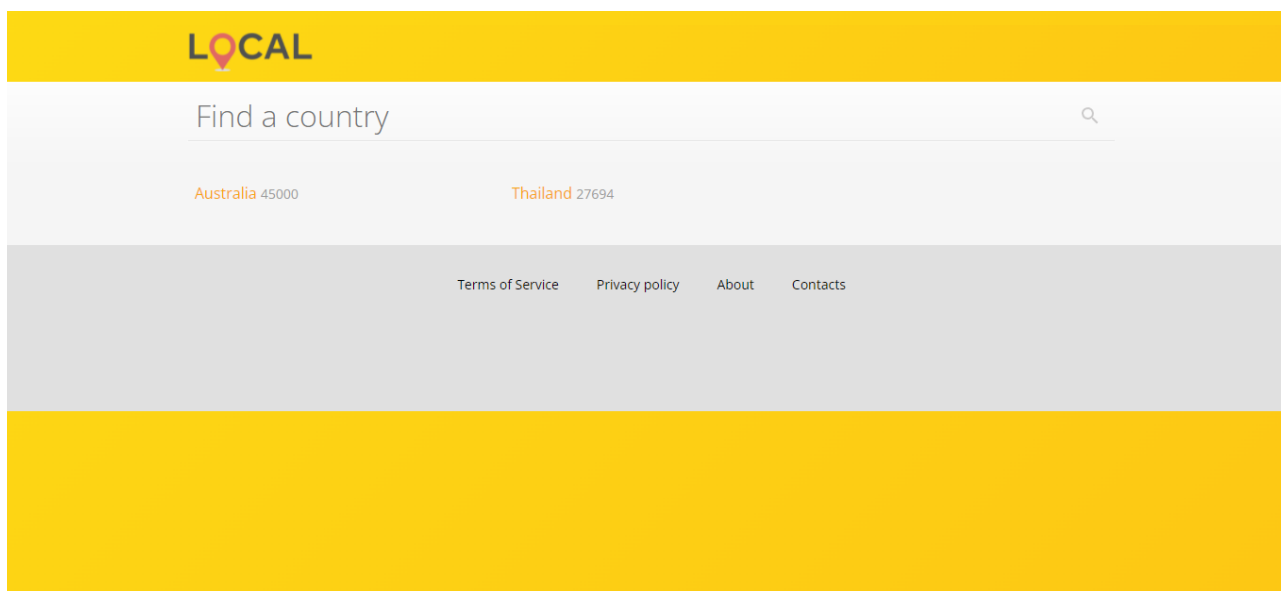 LOCAL
Find a country
Australia 45000 Thailand 27694
Terms of Service Privacy policy About Contacts